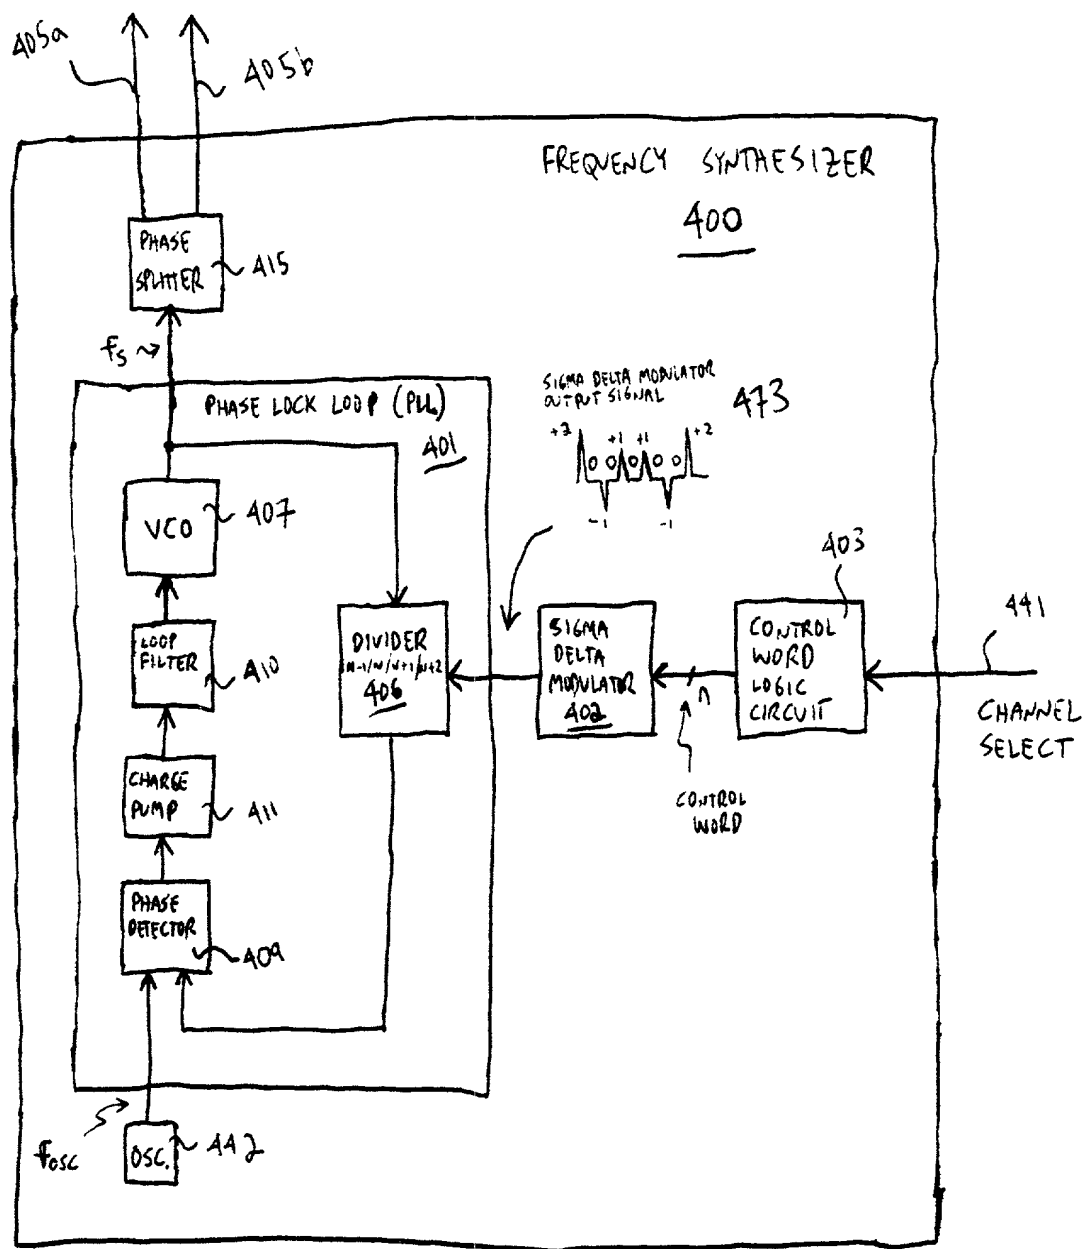 405a
405b
FREQUENCY SYNTHESIZER
400
PHASE
SPLITTER
415
fs
PHASE LOCK LOOP (PLL)
401
SIGMA DELTA MODULATOR
OUTPUT SIGNAL
473
+2
0 0
+1
0
+1
0 0
+2
-1
-1
VCO
407
403
DIVIDER
N-1/N/N+1/N+2
406
SIGMA
DELTA
MODULATOR
402
CONTROL
WORD
LOGIC
CIRCUIT
441
CHANNEL
SELECT
n
CONTROL
WORD
LOOP
FILTER
410
CHARGE
PUMP
411
PHASE
DETECTOR
409
fosc
OSC.
442